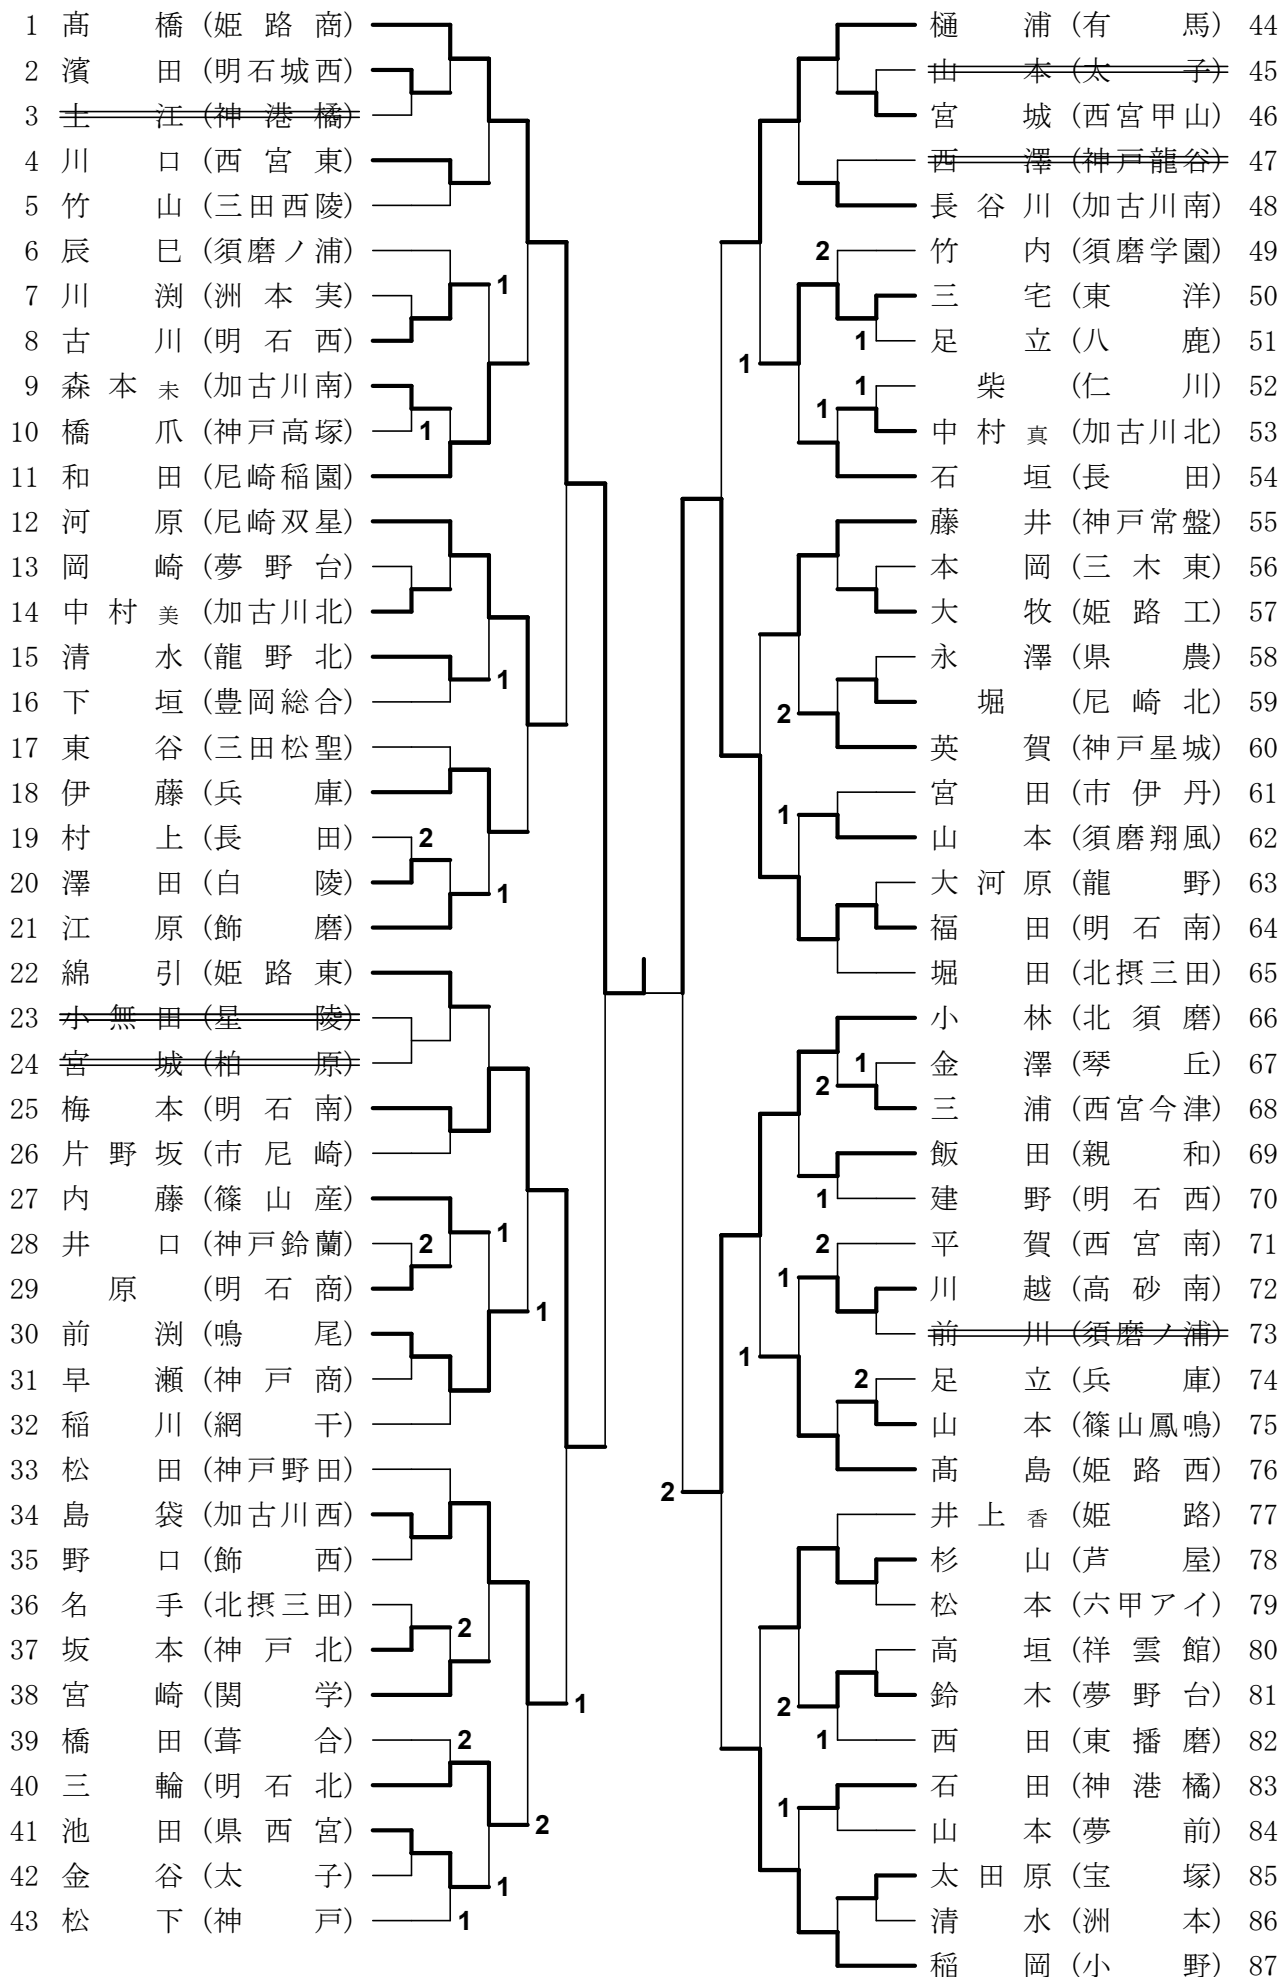 1 髙橋 (姫路商)
2 濱田 (明石城西)
3 土江 (神港橘)
4 川口 (西宮東)
5 竹山 (三田西陵)
6 辰巳 (須磨ノ浦)
7 川渕 (洲本実)
8 古川 (明石西)
9 森本未 (加古川南)
10 橋爪 (神戸高塚)
11 和田 (尼崎稲園)
12 河原 (尼崎双星)
13 岡崎 (夢野台)
14 中村美 (加古川北)
15 清水 (龍野北)
16 下垣 (豊岡総合)
17 東谷 (三田松聖)
18 伊藤 (兵庫)
19 村上 (長田)
20 澤田 (白陵)
21 江原 (飾磨)
22 綿引 (姫路東)
23 小無田 (星陵)
24 宮城 (柏原)
25 梅本 (明石南)
26 片野坂 (市尼崎)
27 内藤 (篠山産)
28 井口 (神戸鈴蘭)
29 原 (明石商)
30 前渕 (鳴尾)
31 早瀬 (神戸商)
32 稲川 (網干)
33 松田 (神戸野田)
34 島袋 (加古川西)
35 野口 (飾西)
36 名手 (北摂三田)
37 坂本 (神戸北)
38 宮崎 (関学)
39 橋田 (葺合)
40 三輪 (明石北)
41 池田 (県西宮)
42 金谷 (太子)
43 松下 (神戸)
1
1
1
2
1
2
1
1
2
1
2
2
1
1
樋浦 (有馬) 44
山本 (太子) 45
宮城 (西宮甲山) 46
西澤 (神戸龍谷) 47
長谷川 (加古川南) 48
竹内 (須磨学園) 49
三宅 (東洋) 50
足立 (八鹿) 51
柴 (仁川) 52
中村真 (加古川北) 53
石垣 (長田) 54
藤井 (神戸常盤) 55
本岡 (三木東) 56
大牧 (姫路工) 57
永澤 (県農) 58
堀 (尼崎北) 59
英賀 (神戸星城) 60
宮田 (市伊丹) 61
山本 (須磨翔風) 62
大河原 (龍野) 63
福田 (明石南) 64
堀田 (北摂三田) 65
小林 (北須磨) 66
金澤 (琴丘) 67
三浦 (西宮今津) 68
飯田 (親和) 69
建野 (明石西) 70
平賀 (西宮南) 71
川越 (高砂南) 72
前川 (須磨ノ浦) 73
足立 (兵庫) 74
山本 (篠山鳳鳴) 75
髙島 (姫路西) 76
井上香 (姫路) 77
杉山 (芦屋) 78
松本 (六甲アイ) 79
高垣 (祥雲館) 80
鈴木 (夢野台) 81
西田 (東播磨) 82
石田 (神港橘) 83
山本 (夢前) 84
太田原 (宝塚) 85
清水 (洲本) 86
稲岡 (小野) 87
2
1
1
1
1
2
1
1
2
1
2
1
1
2
2
2
1
1